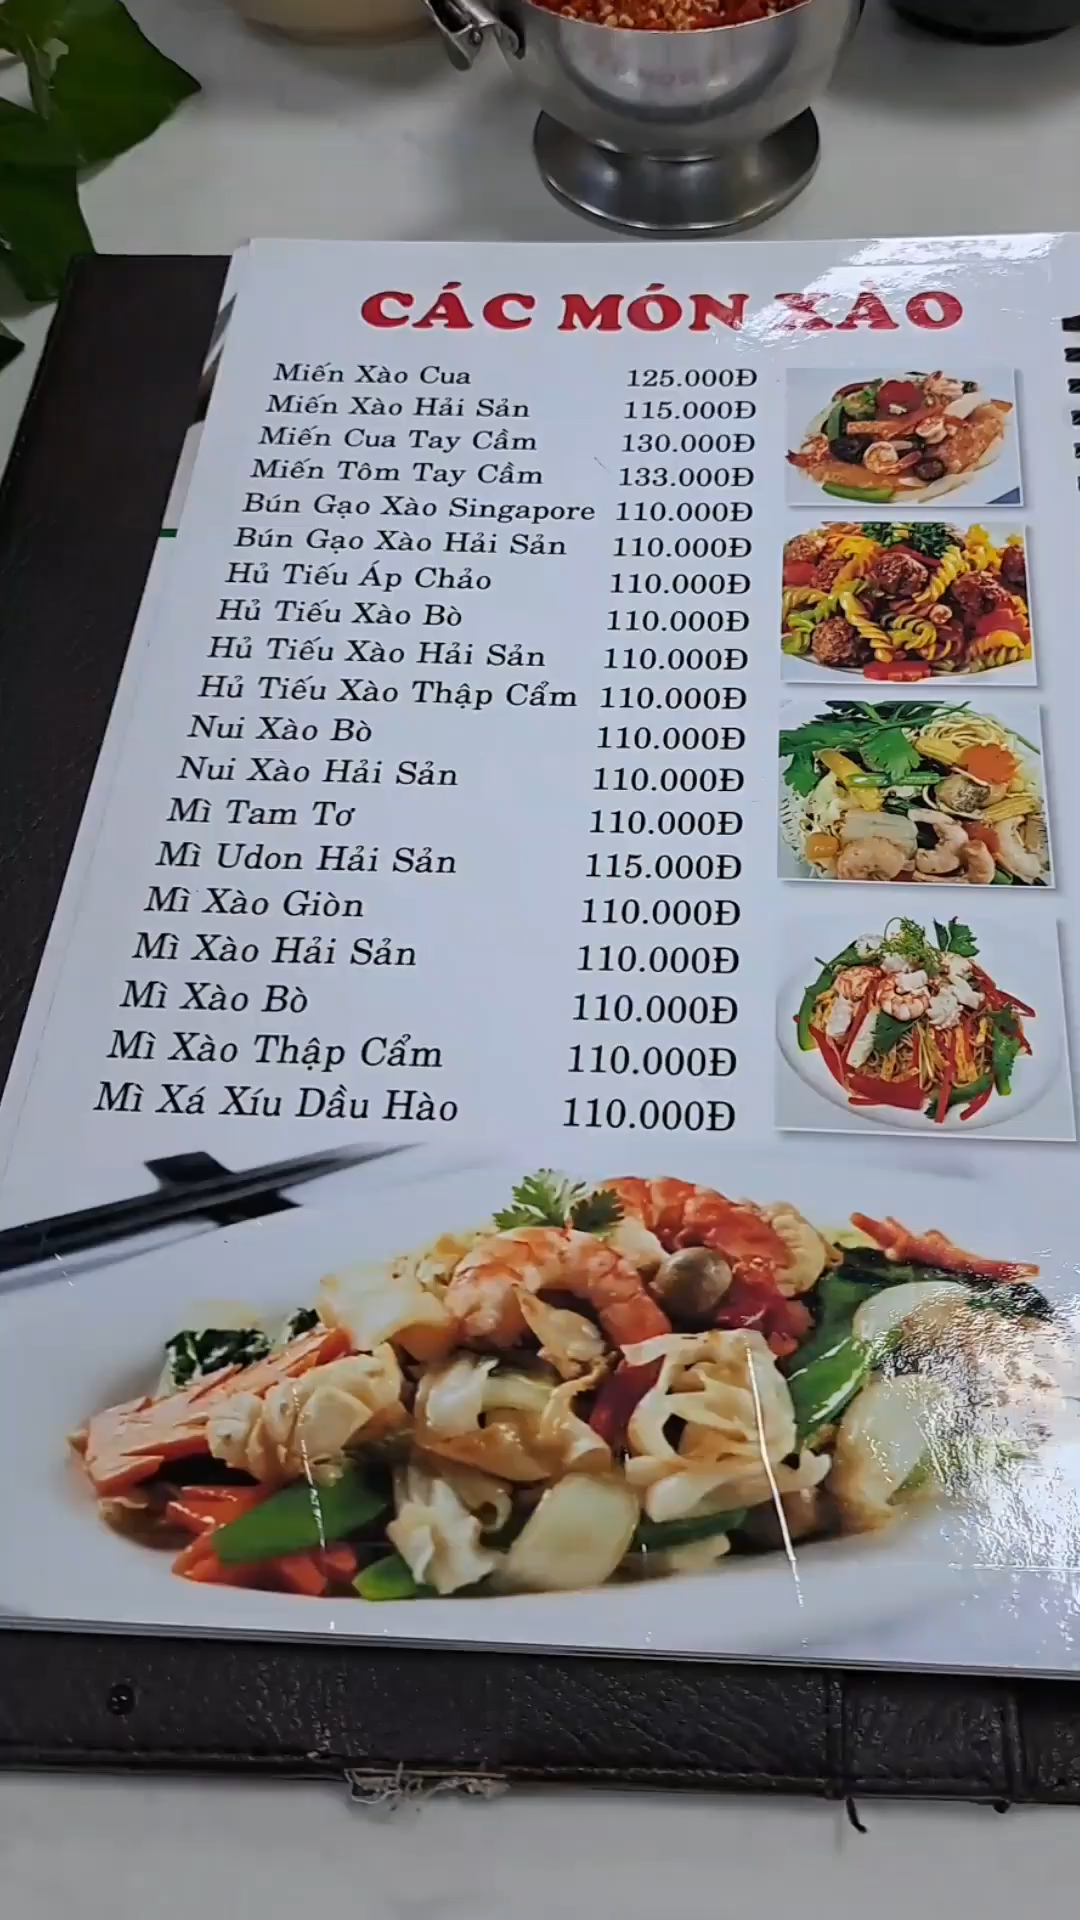 CÁC MÓN XÀO
Miến Xào Cua 125.000Đ
Miến Xào Hải Sản 115.000Đ
Miến Cua Tay Cầm 130.000Đ
Miến Tôm Tay Cầm 133.000Đ
Bún Gạo Xào Singapore 110.000Đ
Bún Gạo Xào Hải Sản 110.000Đ
Hủ Tiếu Áp Chảo 110.000Đ
Hủ Tiếu Xào Bò 110.000Đ
Hủ Tiếu Xào Hải Sản 110.000Đ
Hủ Tiếu Xào Thập Cẩm 110.000Đ
Nui Xào Bò 110.000Đ
Nui Xào Hải Sản 110.000Đ
Mì Tam Tơ 110.000Đ
Mì Udon Hải Sản 115.000Đ
Mì Xào Giòn 110.000Đ
Mì Xào Hải Sản 110.000Đ
Mì Xào Bò 110.000Đ
Mì Xào Thập Cẩm 110.000Đ
Mì Xá Xíu Dầu Hào 110.000Đ